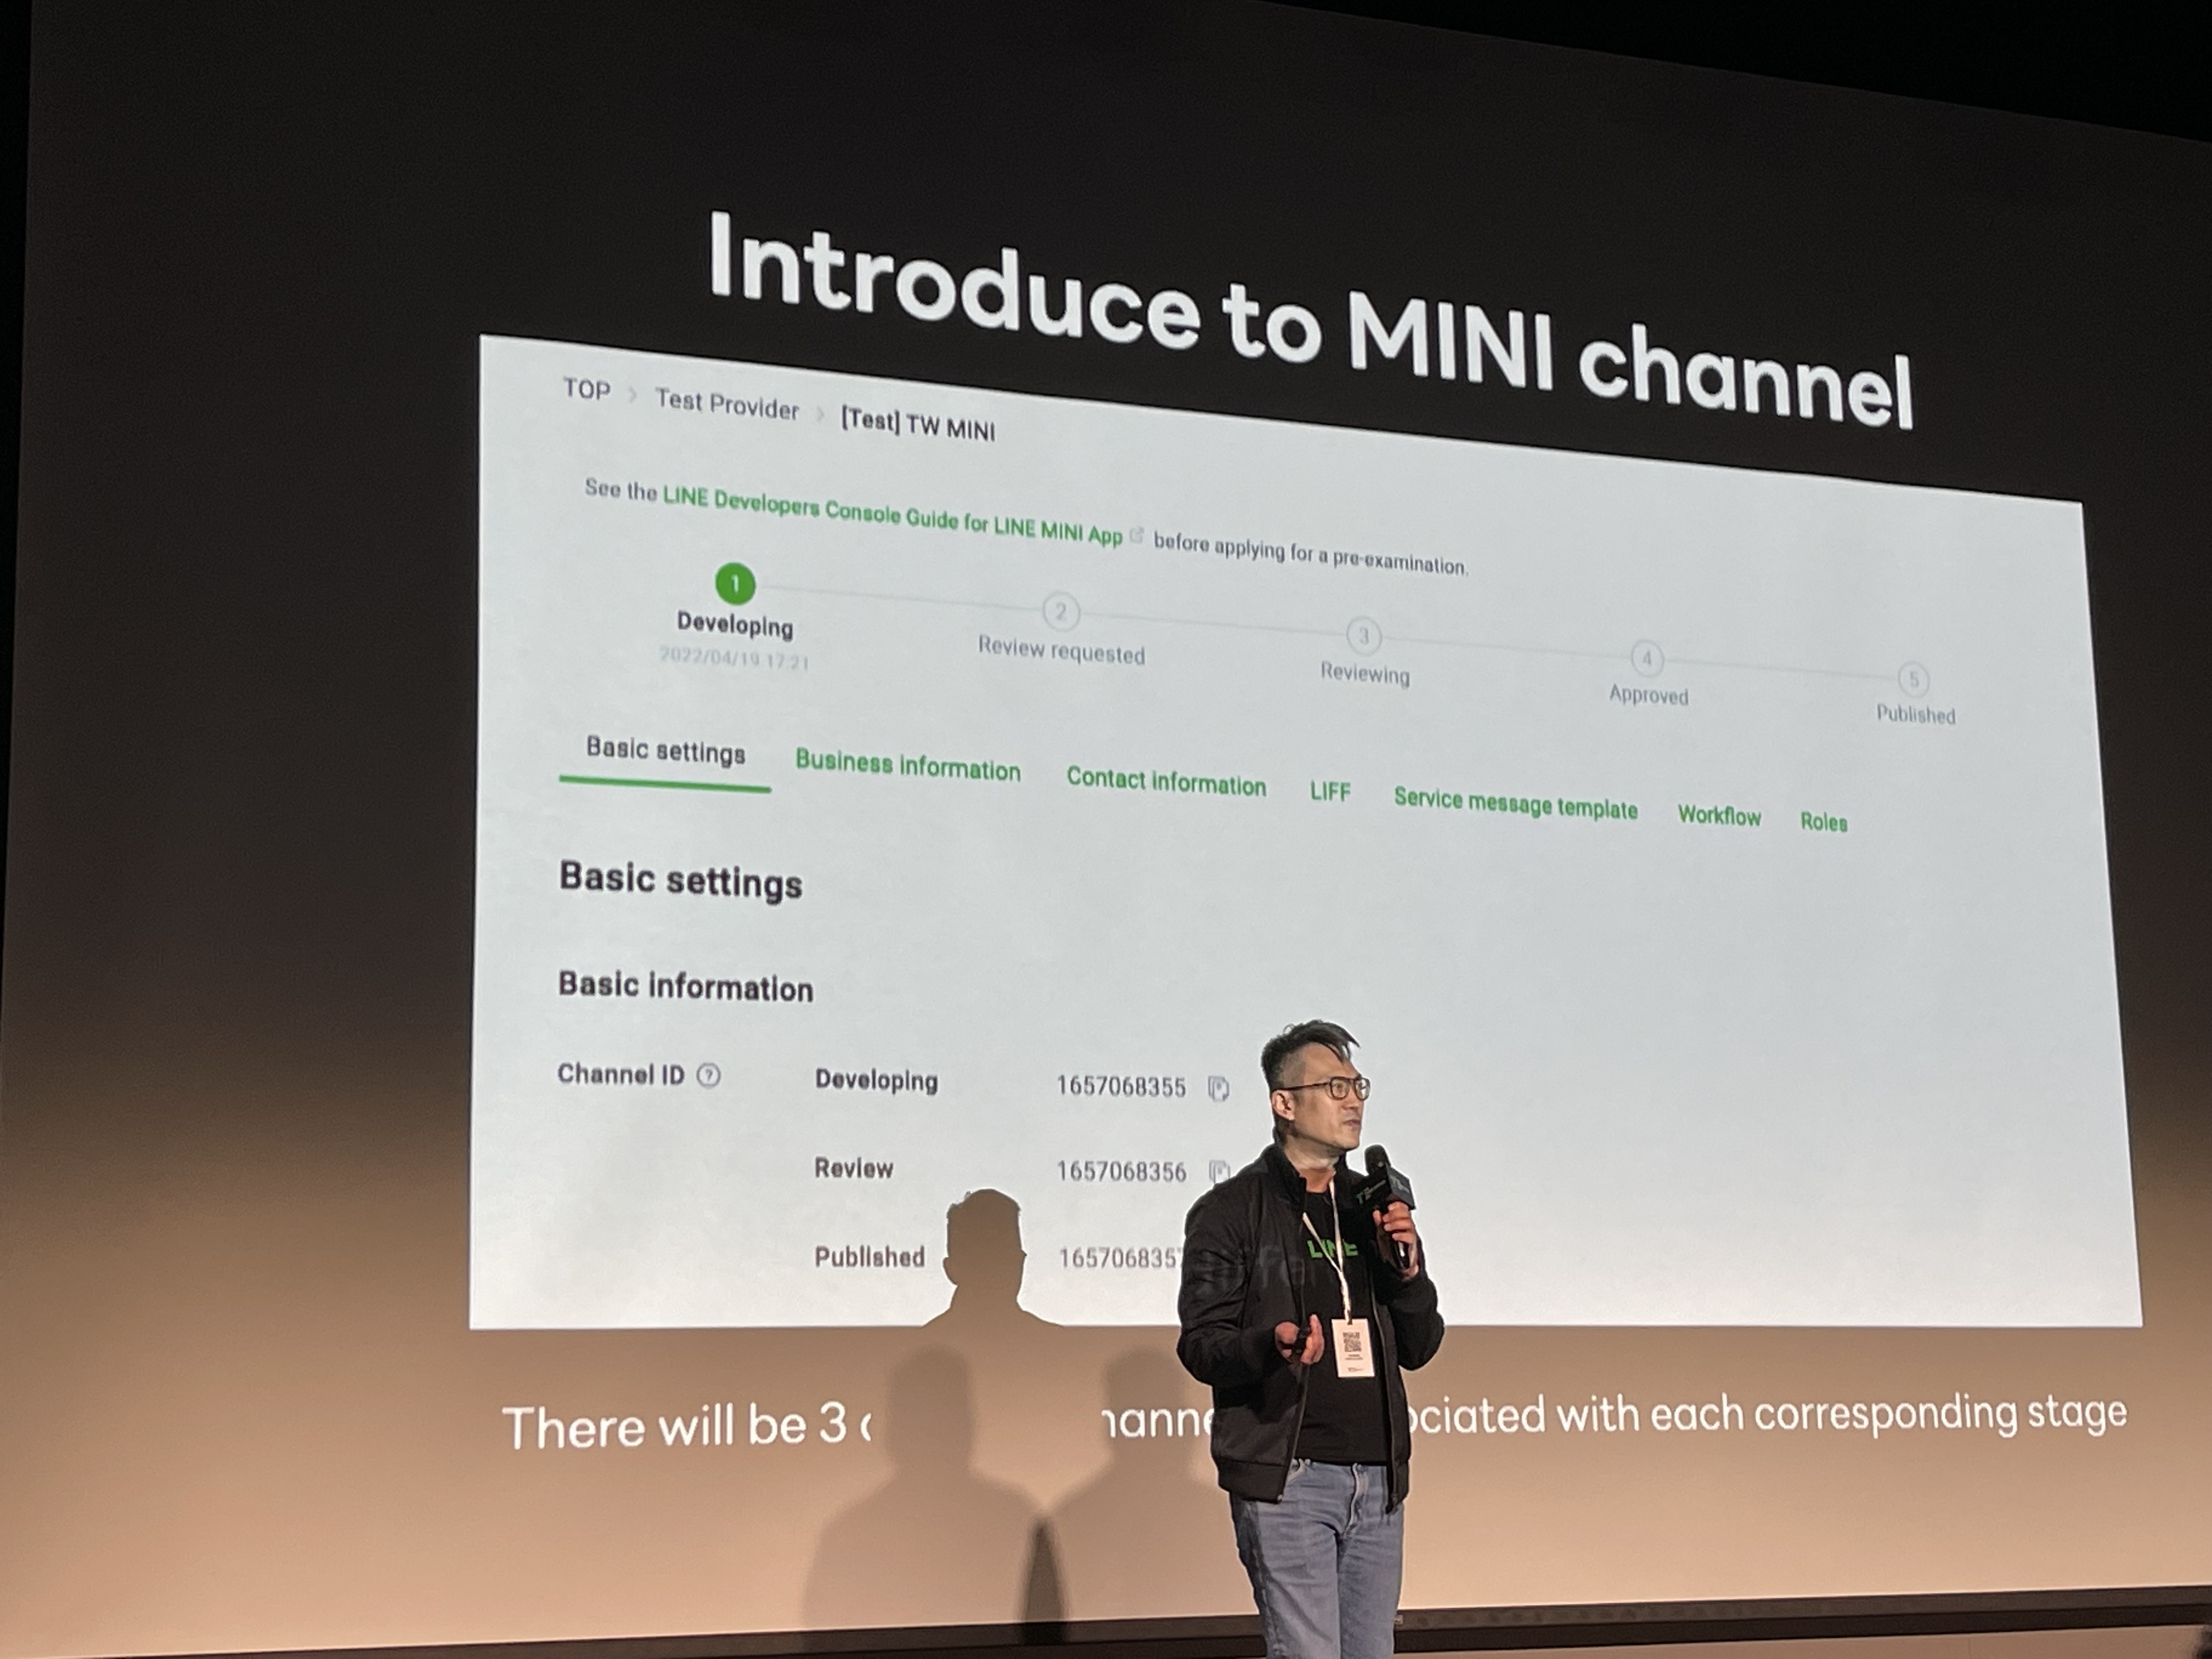 Introduce to MINI channel
TOP > Test Provider > [Test] TW MINI
See the LINE Developers Console Guide for LINE MINI App before applying for a pre-examination.
1 2 3 4 5
Developing Review requested Reviewing Approved Published
2022/04/19 17:21
Basic settings Business information Contact information LIFF Service message template Workflow Roles
Basic settings
Basic information
Channel ID ? Developing 1657068355
Review 1657068356
Published 165706835
LINE
There will be 3 with each corresponding stage